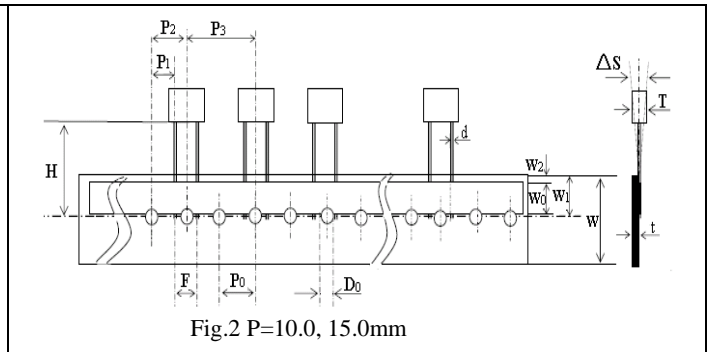 P2
P3
P1
ΔS
T
d
H
W2
W0
W1
W
t
F
P0
D0
Fig.2 P=10.0, 15.0mm